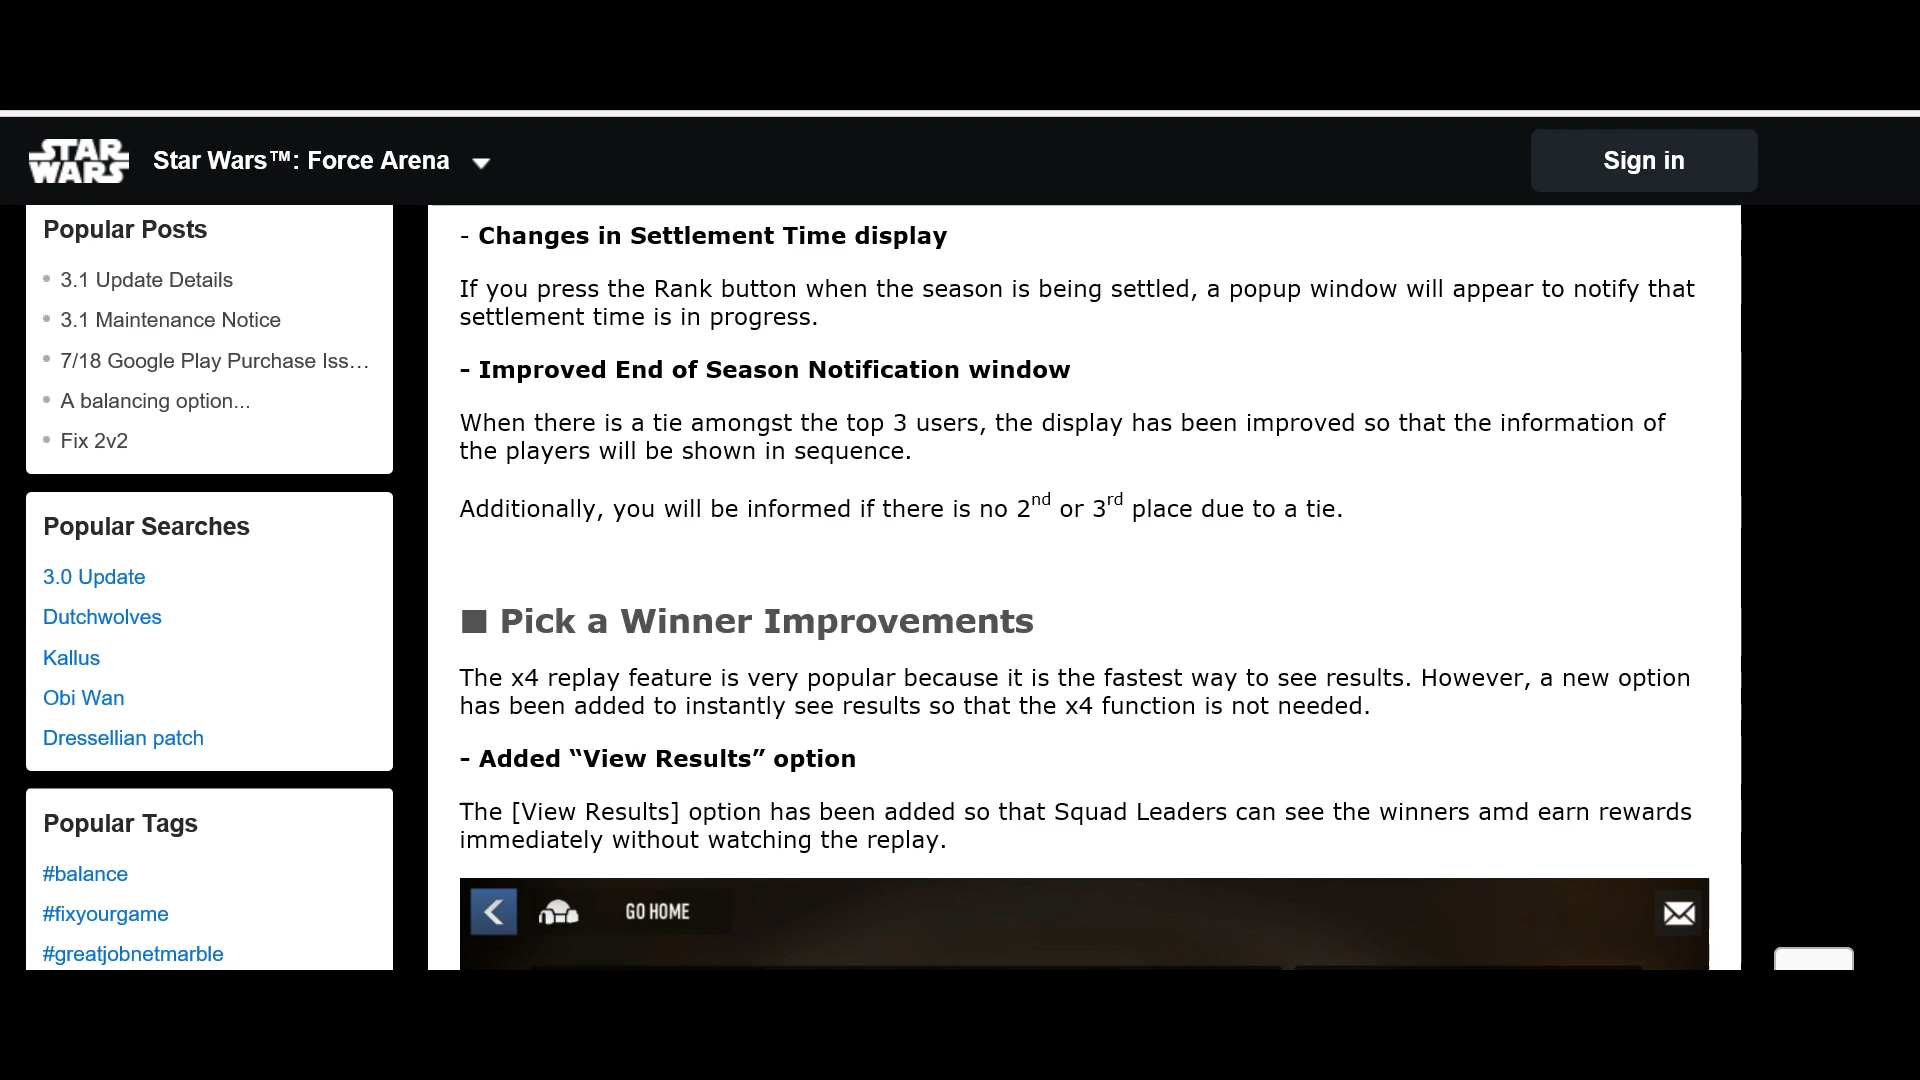 STAR
WARS
Star Wars™: Force Arena
Sign in
Popular Posts
3.1 Update Details
3.1 Maintenance Notice
7/18 Google Play Purchase Iss...
A balancing option...
Fix 2v2
Popular Searches
3.0 Update
Dutchwolves
Kallus
Obi Wan
Dressellian patch
Popular Tags
#balance
#fixyourgame
#greatjobnetmarble
- Changes in Settlement Time display
If you press the Rank button when the season is being settled, a popup window will appear to notify that
settlement time is in progress.
- Improved End of Season Notification window
When there is a tie amongst the top 3 users, the display has been improved so that the information of
the players will be shown in sequence.
Additionally, you will be informed if there is no 2nd or 3rd place due to a tie.
■ Pick a Winner Improvements
The x4 replay feature is very popular because it is the fastest way to see results. However, a new option
has been added to instantly see results so that the x4 function is not needed.
- Added “View Results” option
The [View Results] option has been added so that Squad Leaders can see the winners amd earn rewards
immediately without watching the replay.
GO HOME